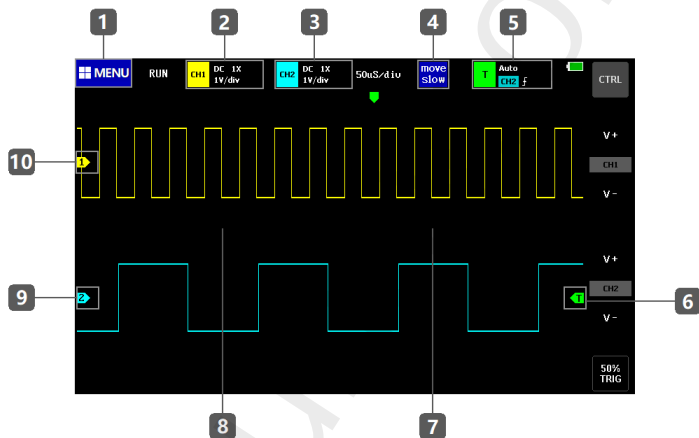 1
2
3
4
5
MENU
RUN
CH1
DC 1X
1V/div
CH2
DC 1X
1V/div
50uS/div
move
slow
T
Auto
CH2
CTRL
V+
10
1
CH1
V-
V+
9
2
T
CH2
6
V-
50%
TRIG
8
7